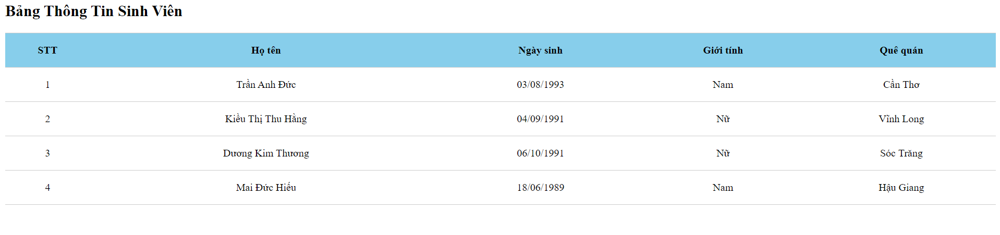 Bảng Thông Tin Sinh Viên
STT Họ tên Ngày sinh Giới tính Quê quán
1 Trần Anh Đức 03/08/1993 Nam Cần Thơ
2 Kiều Thị Thu Hằng 04/09/1991 Nữ Vĩnh Long
3 Dương Kim Thương 06/10/1991 Nữ Sóc Trăng
4 Mai Đức Hiếu 18/06/1989 Nam Hậu Giang